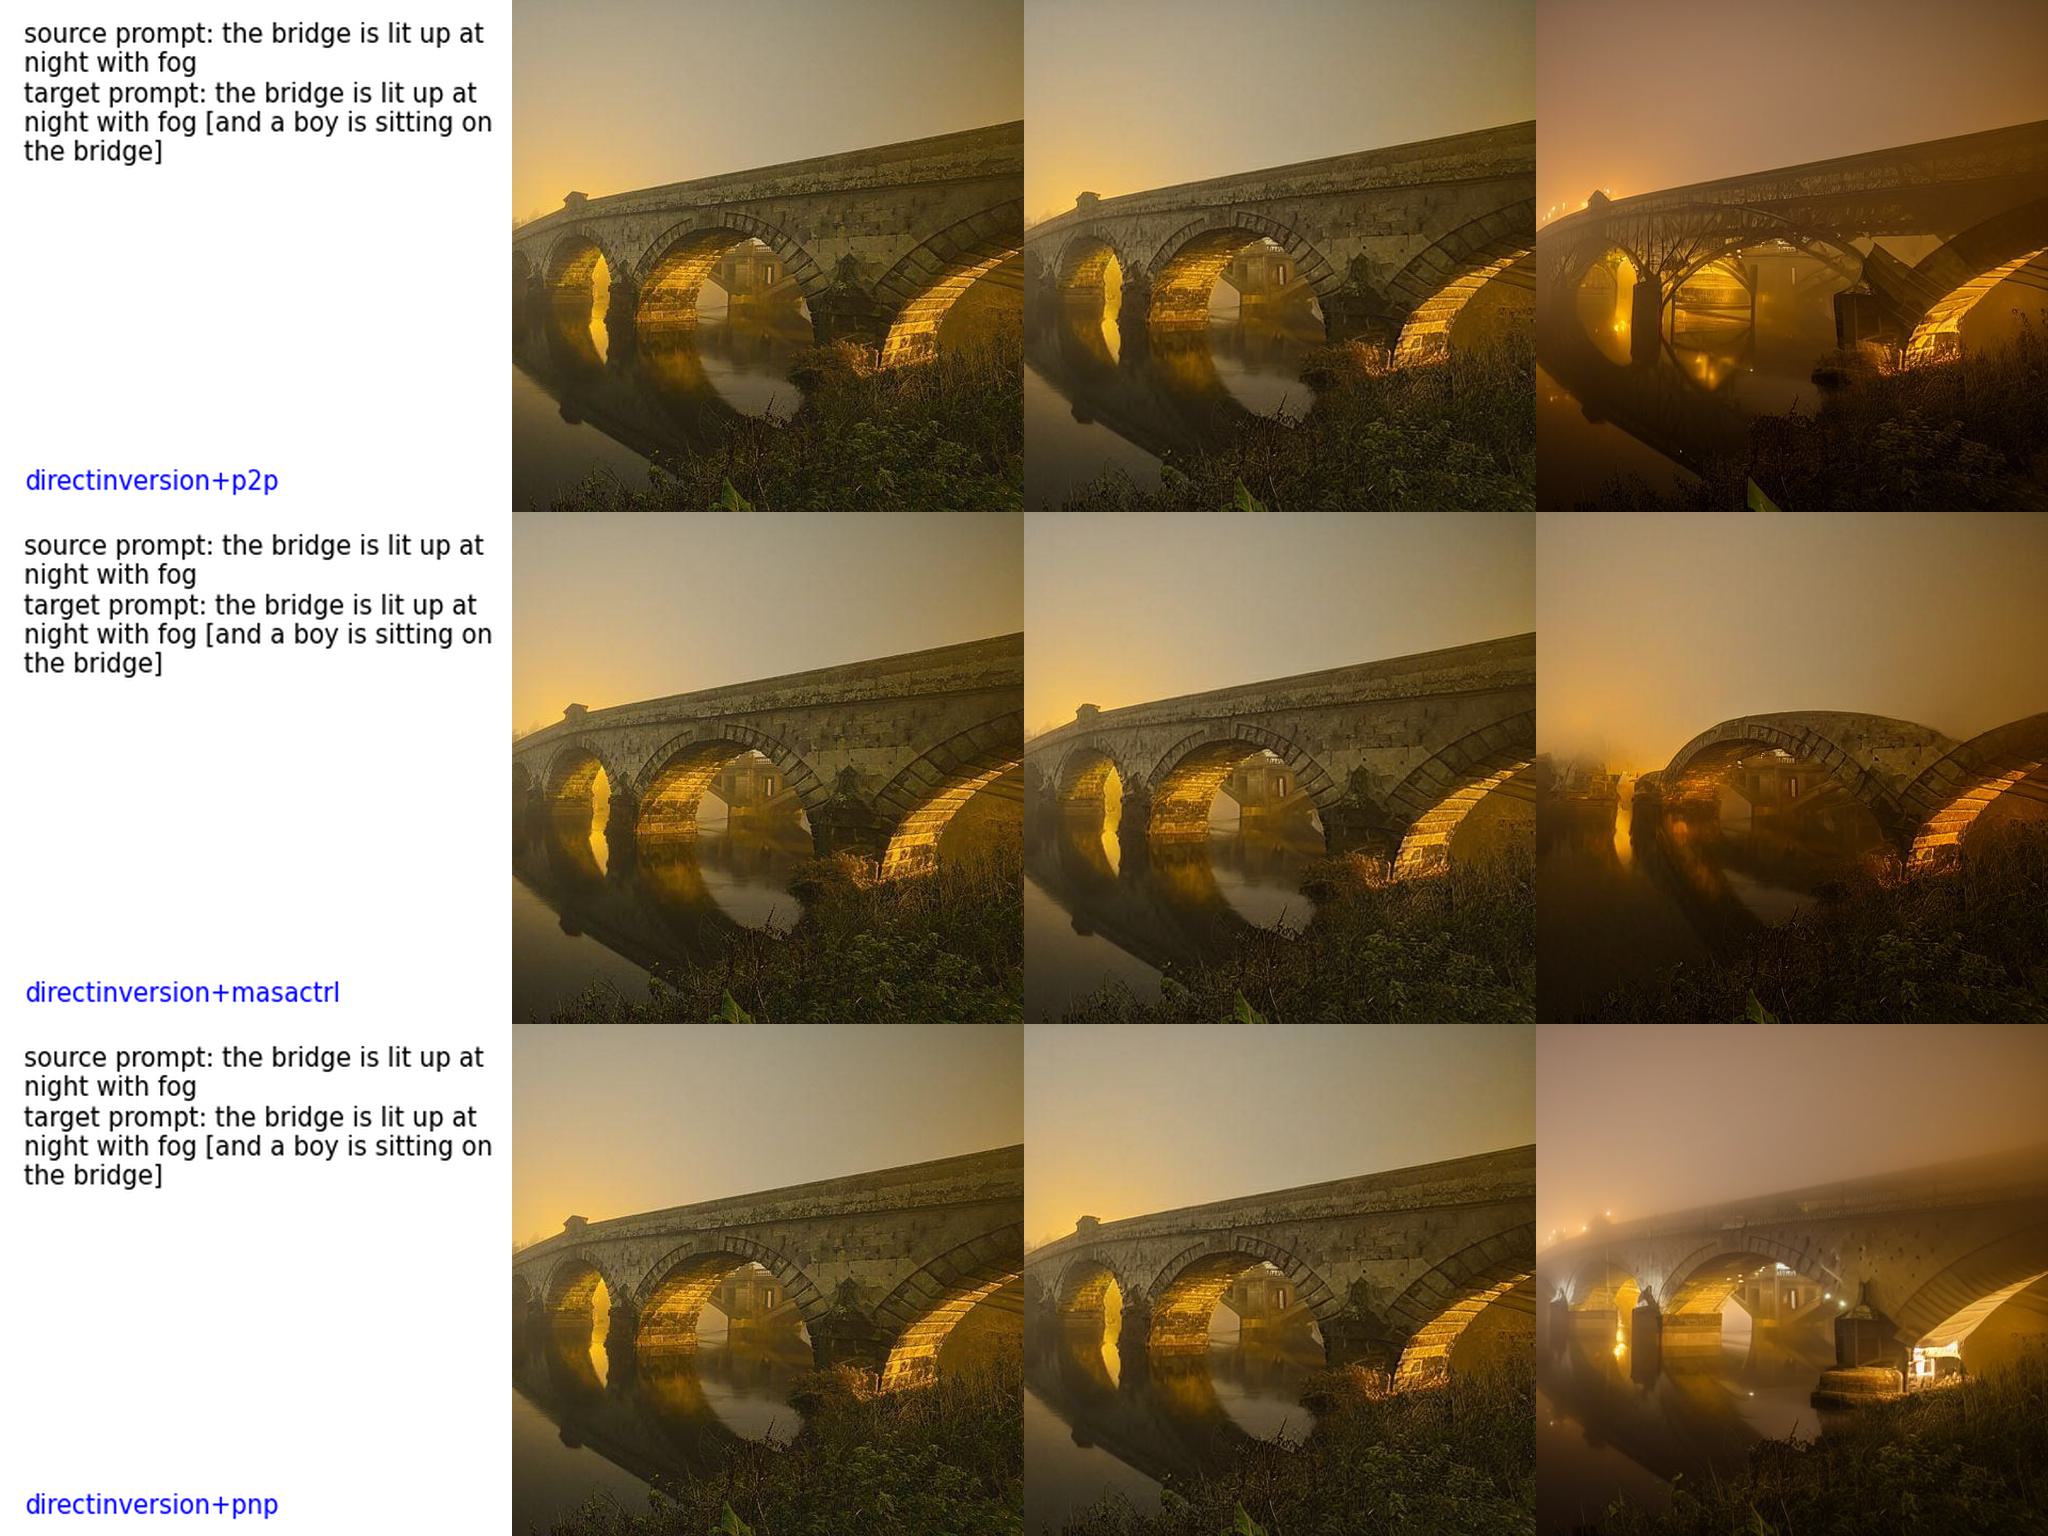 source prompt: the bridge is lit up at
night with fog
target prompt: the bridge is lit up at
night with fog [and a boy is sitting on
the bridge]
directinversion+p2p
source prompt: the bridge is lit up at
night with fog
target prompt: the bridge is lit up at
night with fog [and a boy is sitting on
the bridge]
directinversion+masactrl
source prompt: the bridge is lit up at
night with fog
target prompt: the bridge is lit up at
night with fog [and a boy is sitting on
the bridge]
directinversion+pnp